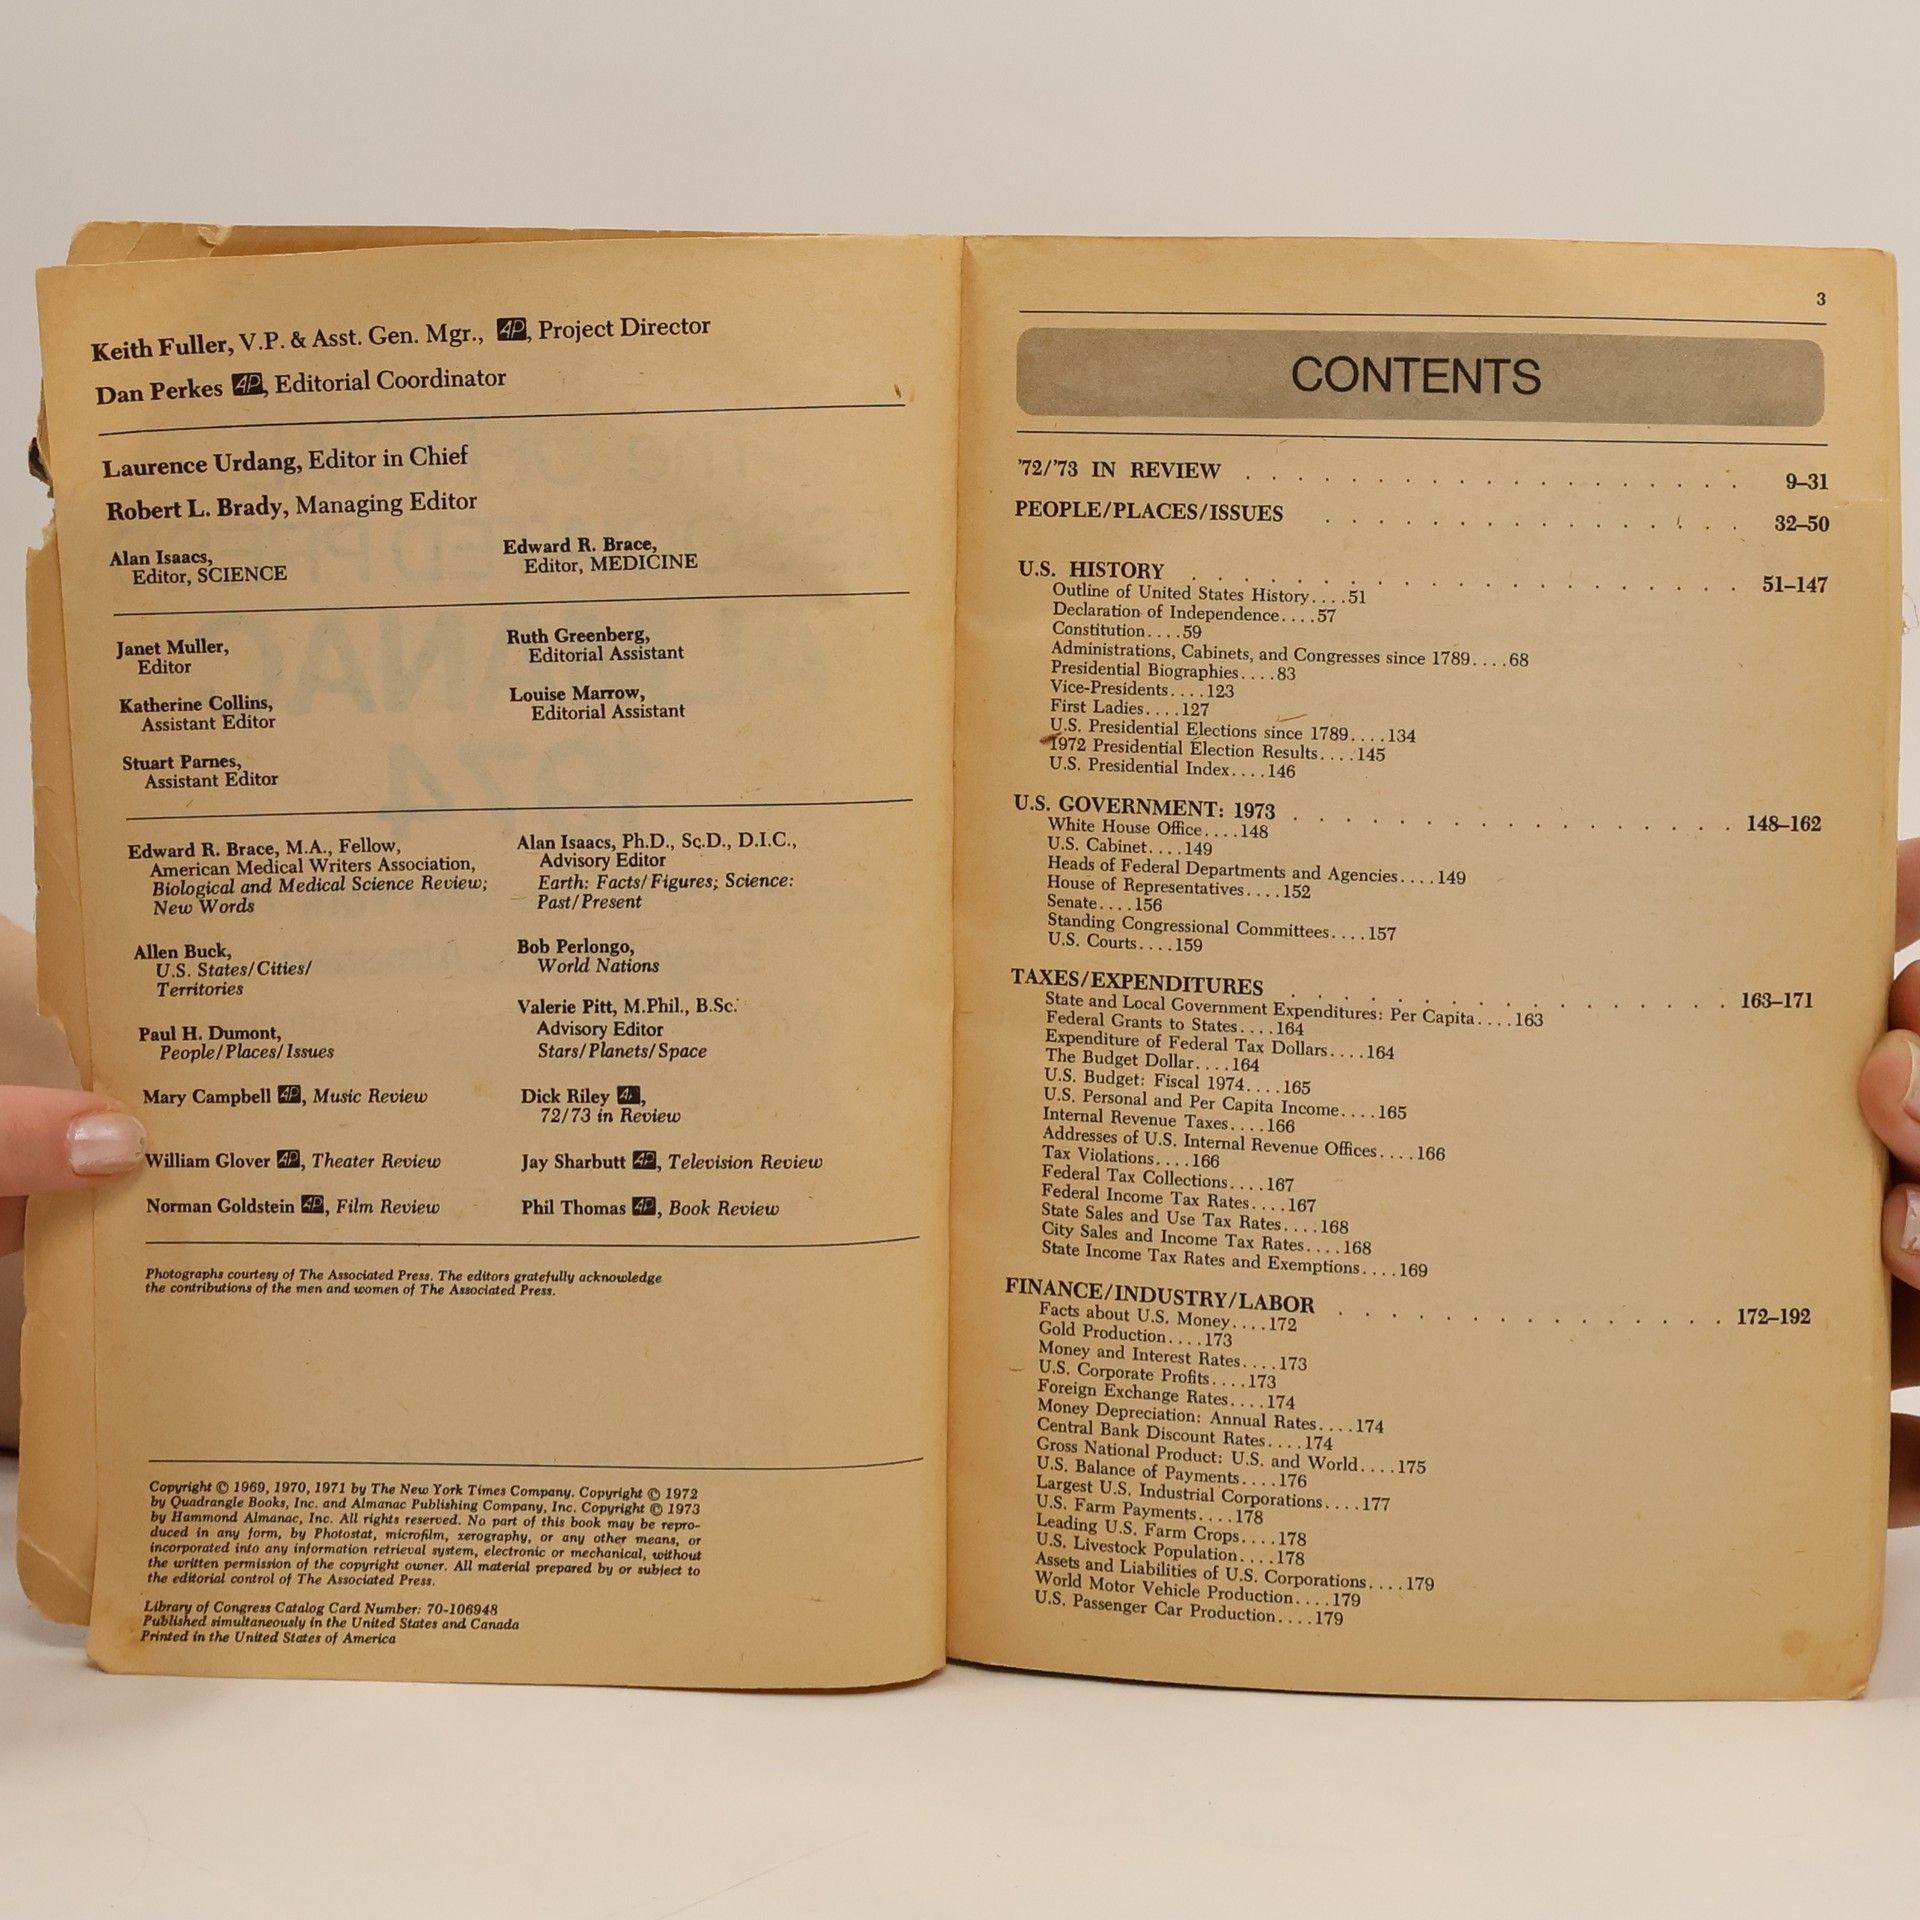 Keith Fuller, V.P. & Asst. Gen. Mgr., AP, Project Director
Dan Perkes AP, Editorial Coordinator
Laurence Urdang, Editor in Chief
Robert L. Brady, Managing Editor
Alan Isaacs,
Editor, SCIENCE
Edward R. Brace,
Editor, MEDICINE
Janet Muller,
Editor
Katherine Collins,
Assistant Editor
Stuart Parnes,
Assistant Editor
Ruth Greenberg,
Editorial Assistant
Louise Marrow,
Editorial Assistant
Edward R. Brace, M.A., Fellow,
American Medical Writers Association,
Biological and Medical Science Review;
New Words
Allen Buck,
U.S. States/Cities/
Territories
Paul H. Dumont,
People/Places/Issues
Mary Campbell AP, Music Review
William Glover AP, Theater Review
Norman Goldstein AP, Film Review
Alan Isaacs, Ph.D., Sc.D., D.I.C.,
Advisory Editor
Earth: Facts/Figures; Science:
Past/Present
Bob Perlongo,
World Nations
Valerie Pitt, M.Phil., B.Sc.
Advisory Editor
Stars/Planets/Space
Dick Riley AP,
72/73 in Review
Jay Sharbutt AP, Television Review
Phil Thomas AP, Book Review
Photographs courtesy of The Associated Press. The editors gratefully acknowledge
the contributions of the men and women of The Associated Press.
Copyright © 1969, 1970, 1971 by The New York Times Company. Copyright © 1972
by Quadrangle Books, Inc. and Almanac Publishing Company, Inc. Copyright © 1973
by Hammond Almanac, Inc. All rights reserved. No part of this book may be repro-
duced in any form, by Photostat, microfilm, xerography, or any other means, or
incorporated into any information retrieval system, electronic or mechanical, without
the written permission of the copyright owner. All material prepared by or subject to
the editorial control of The Associated Press.
Library of Congress Catalog Card Number: 70-106948
Published simultaneously in the United States and Canada
Printed in the United States of America
3
CONTENTS
'72/'73 IN REVIEW . . . . . . . . . . . . . . . . . . . 9–31
PEOPLE/PLACES/ISSUES . . . . . . . . . . . . . . . . 32–50
U.S. HISTORY . . . . . . . . . . . . . . . . . . . . 51–147
Outline of United States History....51
Declaration of Independence....57
Constitution....59
Administrations, Cabinets, and Congresses since 1789....68
Presidential Biographies....83
Vice-Presidents....123
First Ladies....127
U.S. Presidential Elections since 1789....134
1972 Presidential Election Results....145
U.S. Presidential Index....146
U.S. GOVERNMENT: 1973 . . . . . . . . . . . . . . . . . 148–162
White House Office....148
U.S. Cabinet....149
Heads of Federal Departments and Agencies....149
House of Representatives....152
Senate....156
Standing Congressional Committees....157
U.S. Courts....159
TAXES/EXPENDITURES . . . . . . . . . . . . . . . . . 163–171
State and Local Government Expenditures: Per Capita....163
Federal Grants to States....164
Expenditure of Federal Tax Dollars....164
The Budget Dollar....164
U.S. Budget: Fiscal 1974....165
U.S. Personal and Per Capita Income....165
Internal Revenue Taxes....166
Addresses of U.S. Internal Revenue Offices....166
Tax Violations....166
Federal Tax Collections....167
Federal Income Tax Rates....167
State Sales and Use Tax Rates....168
City Sales and Income Tax Rates....168
State Income Tax Rates and Exemptions....169
FINANCE/INDUSTRY/LABOR . . . . . . . . . . . . . . . 172–192
Facts about U.S. Money....172
Gold Production....173
Money and Interest Rates....173
U.S. Corporate Profits....173
Foreign Exchange Rates....174
Money Depreciation: Annual Rates....174
Central Bank Discount Rates....174
Gross National Product: U.S. and World....175
U.S. Balance of Payments....176
Largest U.S. Industrial Corporations....177
U.S. Farm Payments....178
Leading U.S. Farm Crops....178
U.S. Livestock Population....178
Assets and Liabilities of U.S. Corporations....179
World Motor Vehicle Production....179
U.S. Passenger Car Production....179